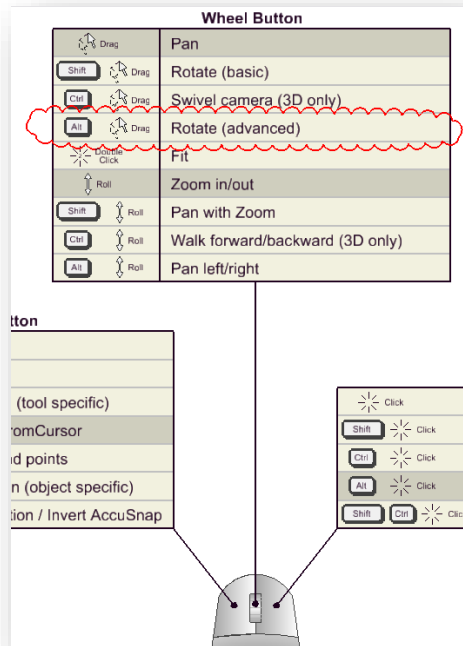 Wheel Button
Drag Pan
Shift Drag Rotate (basic)
Ctrl Drag Swivel camera (3D only)
Alt Drag Rotate (advanced)
Double Click Fit
Roll Zoom in/out
Shift Roll Pan with Zoom
Ctrl Roll Walk forward/backward (3D only)
Alt Roll Pan left/right
tton
(tool specific)
romCursor
nd points
n (object specific)
tion / Invert AccuSnap
Click
Shift Click
Ctrl Click
Alt Click
Shift Ctrl Clic